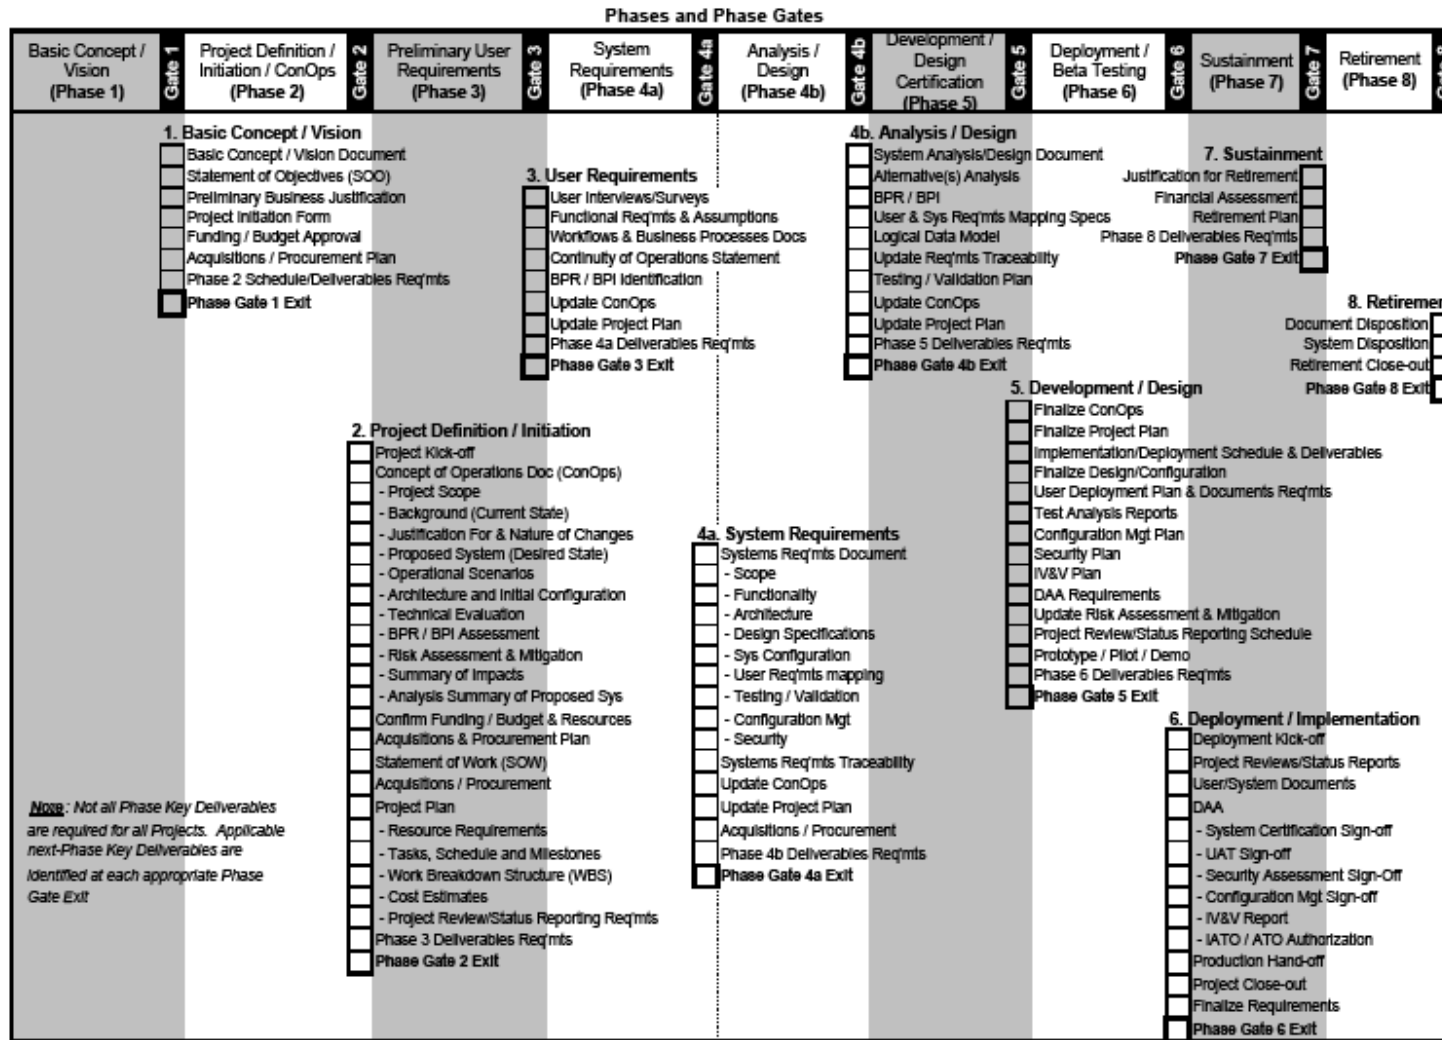 Phases and Phase Gates
Basic Concept /
Vision
(Phase 1)
Gate 1
Project Definition /
Initiation / ConOps
(Phase 2)
Gate 2
Preliminary User
Requirements
(Phase 3)
Gate 3
System
Requirements
(Phase 4a)
Gate 4a
Analysis /
Design
(Phase 4b)
Gate 4b
Development /
Design
Certification
(Phase 5)
Gate 5
Deployment /
Beta Testing
(Phase 6)
Gate 6
Sustainment
(Phase 7)
Gate 7
Retirement
(Phase 8)
1. Basic Concept / Vision
Basic Concept / Vision Document
Statement of Objectives (SOO)
Preliminary Business Justification
Project Initiation Form
Funding / Budget Approval
Acquisitions / Procurement Plan
Phase 2 Schedule/Deliverables Req'mts
Phase Gate 1 Exit
2. Project Definition / Initiation
Project Kick-off
Concept of Operations Doc (ConOps)
- Project Scope
- Background (Current State)
- Justification For & Nature of Changes
- Proposed System (Desired State)
- Operational Scenarios
- Architecture and Initial Configuration
- Technical Evaluation
- BPR / BPI Assessment
- Risk Assessment & Mitigation
- Summary of Impacts
- Analysis Summary of Proposed Sys
Confirm Funding / Budget & Resources
Acquisitions & Procurement Plan
Statement of Work (SOW)
Acquisitions / Procurement
Project Plan
- Resource Requirements
- Tasks, Schedule and Milestones
- Work Breakdown Structure (WBS)
- Cost Estimates
- Project Review/Status Reporting Req'mts
Phase 3 Deliverables Req'mts
Phase Gate 2 Exit
3. User Requirements
User Interviews/Surveys
Functional Req'mts & Assumptions
Workflows & Business Processes Docs
Continuity of Operations Statement
BPR / BPI Identification
Update ConOps
Update Project Plan
Phase 4a Deliverables Req'mts
Phase Gate 3 Exit
4a. System Requirements
Systems Req'mts Document
- Scope
- Functionality
- Architecture
- Design Specifications
- Sys Configuration
- User Req'mts mapping
- Testing / Validation
- Configuration Mgt
- Security
Systems Req'mts Traceability
Update ConOps
Update Project Plan
Acquisitions / Procurement
Phase 4b Deliverables Req'mts
Phase Gate 4a Exit
4b. Analysis / Design
System Analysis/Design Document
Alternative(s) Analysis
BPR / BPI
User & Sys Req'mts Mapping Specs
Logical Data Model
Update Req'mts Traceability
Testing / Validation Plan
Update ConOps
Update Project Plan
Phase 5 Deliverables Req'mts
Phase Gate 4b Exit
5. Development / Design
Finalize ConOps
Finalize Project Plan
Implementation/Deployment Schedule & Deliverables
Finalize Design/Configuration
User Deployment Plan & Documents Req'mts
Test Analysis Reports
Configuration Mgt Plan
Security Plan
IV&V Plan
DAA Requirements
Update Risk Assessment & Mitigation
Project Review/Status Reporting Schedule
Prototype / Pilot / Demo
Phase 6 Deliverables Req'mts
Phase Gate 5 Exit
6. Deployment / Implementation
Deployment Kick-off
Project Reviews/Status Reports
User/System Documents
DAA
- System Certification Sign-off
- UAT Sign-off
- Security Assessment Sign-Off
- Configuration Mgt Sign-off
- IV&V Report
- IATO / ATO Authorization
Production Hand-off
Project Close-out
Finalize Requirements
Phase Gate 6 Exit
7. Sustainment
Justification for Retirement
Financial Assessment
Retirement Plan
Phase 8 Deliverables Req'mts
Phase Gate 7 Exit
8. Retiremen
Document Disposition
System Disposition
Retirement Close-out
Phase Gate 8 Exit
Note: Not all Phase Key Deliverables
are required for all Projects. Applicable
next-Phase Key Deliverables are
identified at each appropriate Phase
Gate Exit